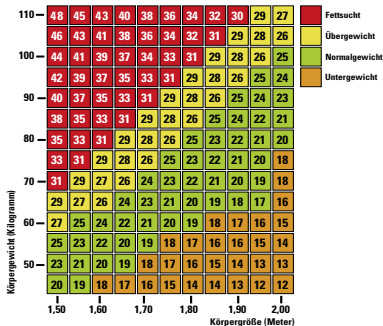 110 48 45 43 40 38 36 34 32 30 29 27
46 43 41 38 36 34 32 31 29 28 26
100 44 41 39 37 34 33 31 29 28 26 25
42 39 37 35 33 31 29 28 26 25 24
90 40 37 35 33 31 29 28 26 25 24 23
38 35 33 31 29 28 26 25 24 22 21
80 35 33 31 29 28 26 25 23 22 21 20
33 31 29 28 26 25 23 22 21 20 18
70 31 29 27 26 24 23 22 21 20 19 18
29 27 26 24 23 21 20 19 18 17 16
60 27 25 24 22 21 20 19 18 17 16 15
25 23 22 20 19 18 17 16 16 15 14
50 23 21 20 19 18 17 16 15 14 13 13
20 19 18 17 16 15 14 14 13 12 12
1,50 1,60 1,70 1,80 1,90 2,00
Körpergröße (Meter)
Körpergewicht (Kilogramm)
Fettsucht
Übergewicht
Normalgewicht
Untergewicht